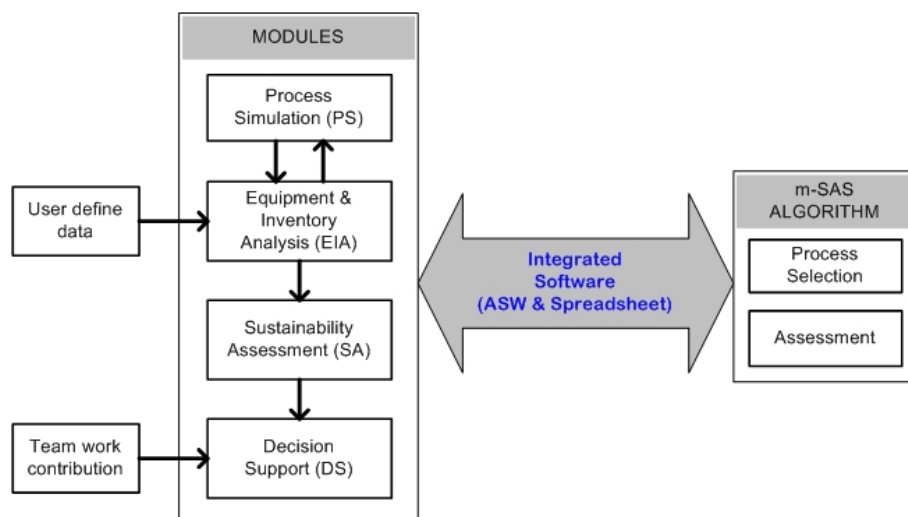 MODULES
Process
Simulation (PS)
User define
data
Equipment &
Inventory
Analysis (EIA)
Sustainability
Assessment (SA)
Team work
contribution
Decision
Support (DS)
Integrated
Software
(ASW & Spreadsheet)
m-SAS
ALGORITHM
Process
Selection
Assessment